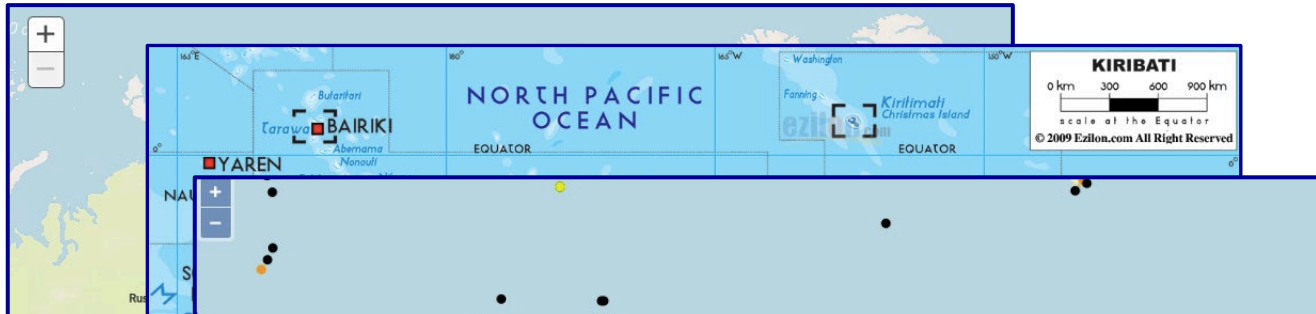 +
−
165°E
180°
165°W
150°W
KIRIBATI
0 km 300 600 900 km
scale at the Equator
© 2009 Ezilon.com All Right Reserved
Washington
Butaritari
NORTH PACIFIC
OCEAN
Fanning
Kiritimati
Christmas Island
Tarawa
BAIRIKI
ezilon.com
Abemama
Nonouti
0°
EQUATOR
EQUATOR
0°
YAREN
NAU
+
−
S
Rus